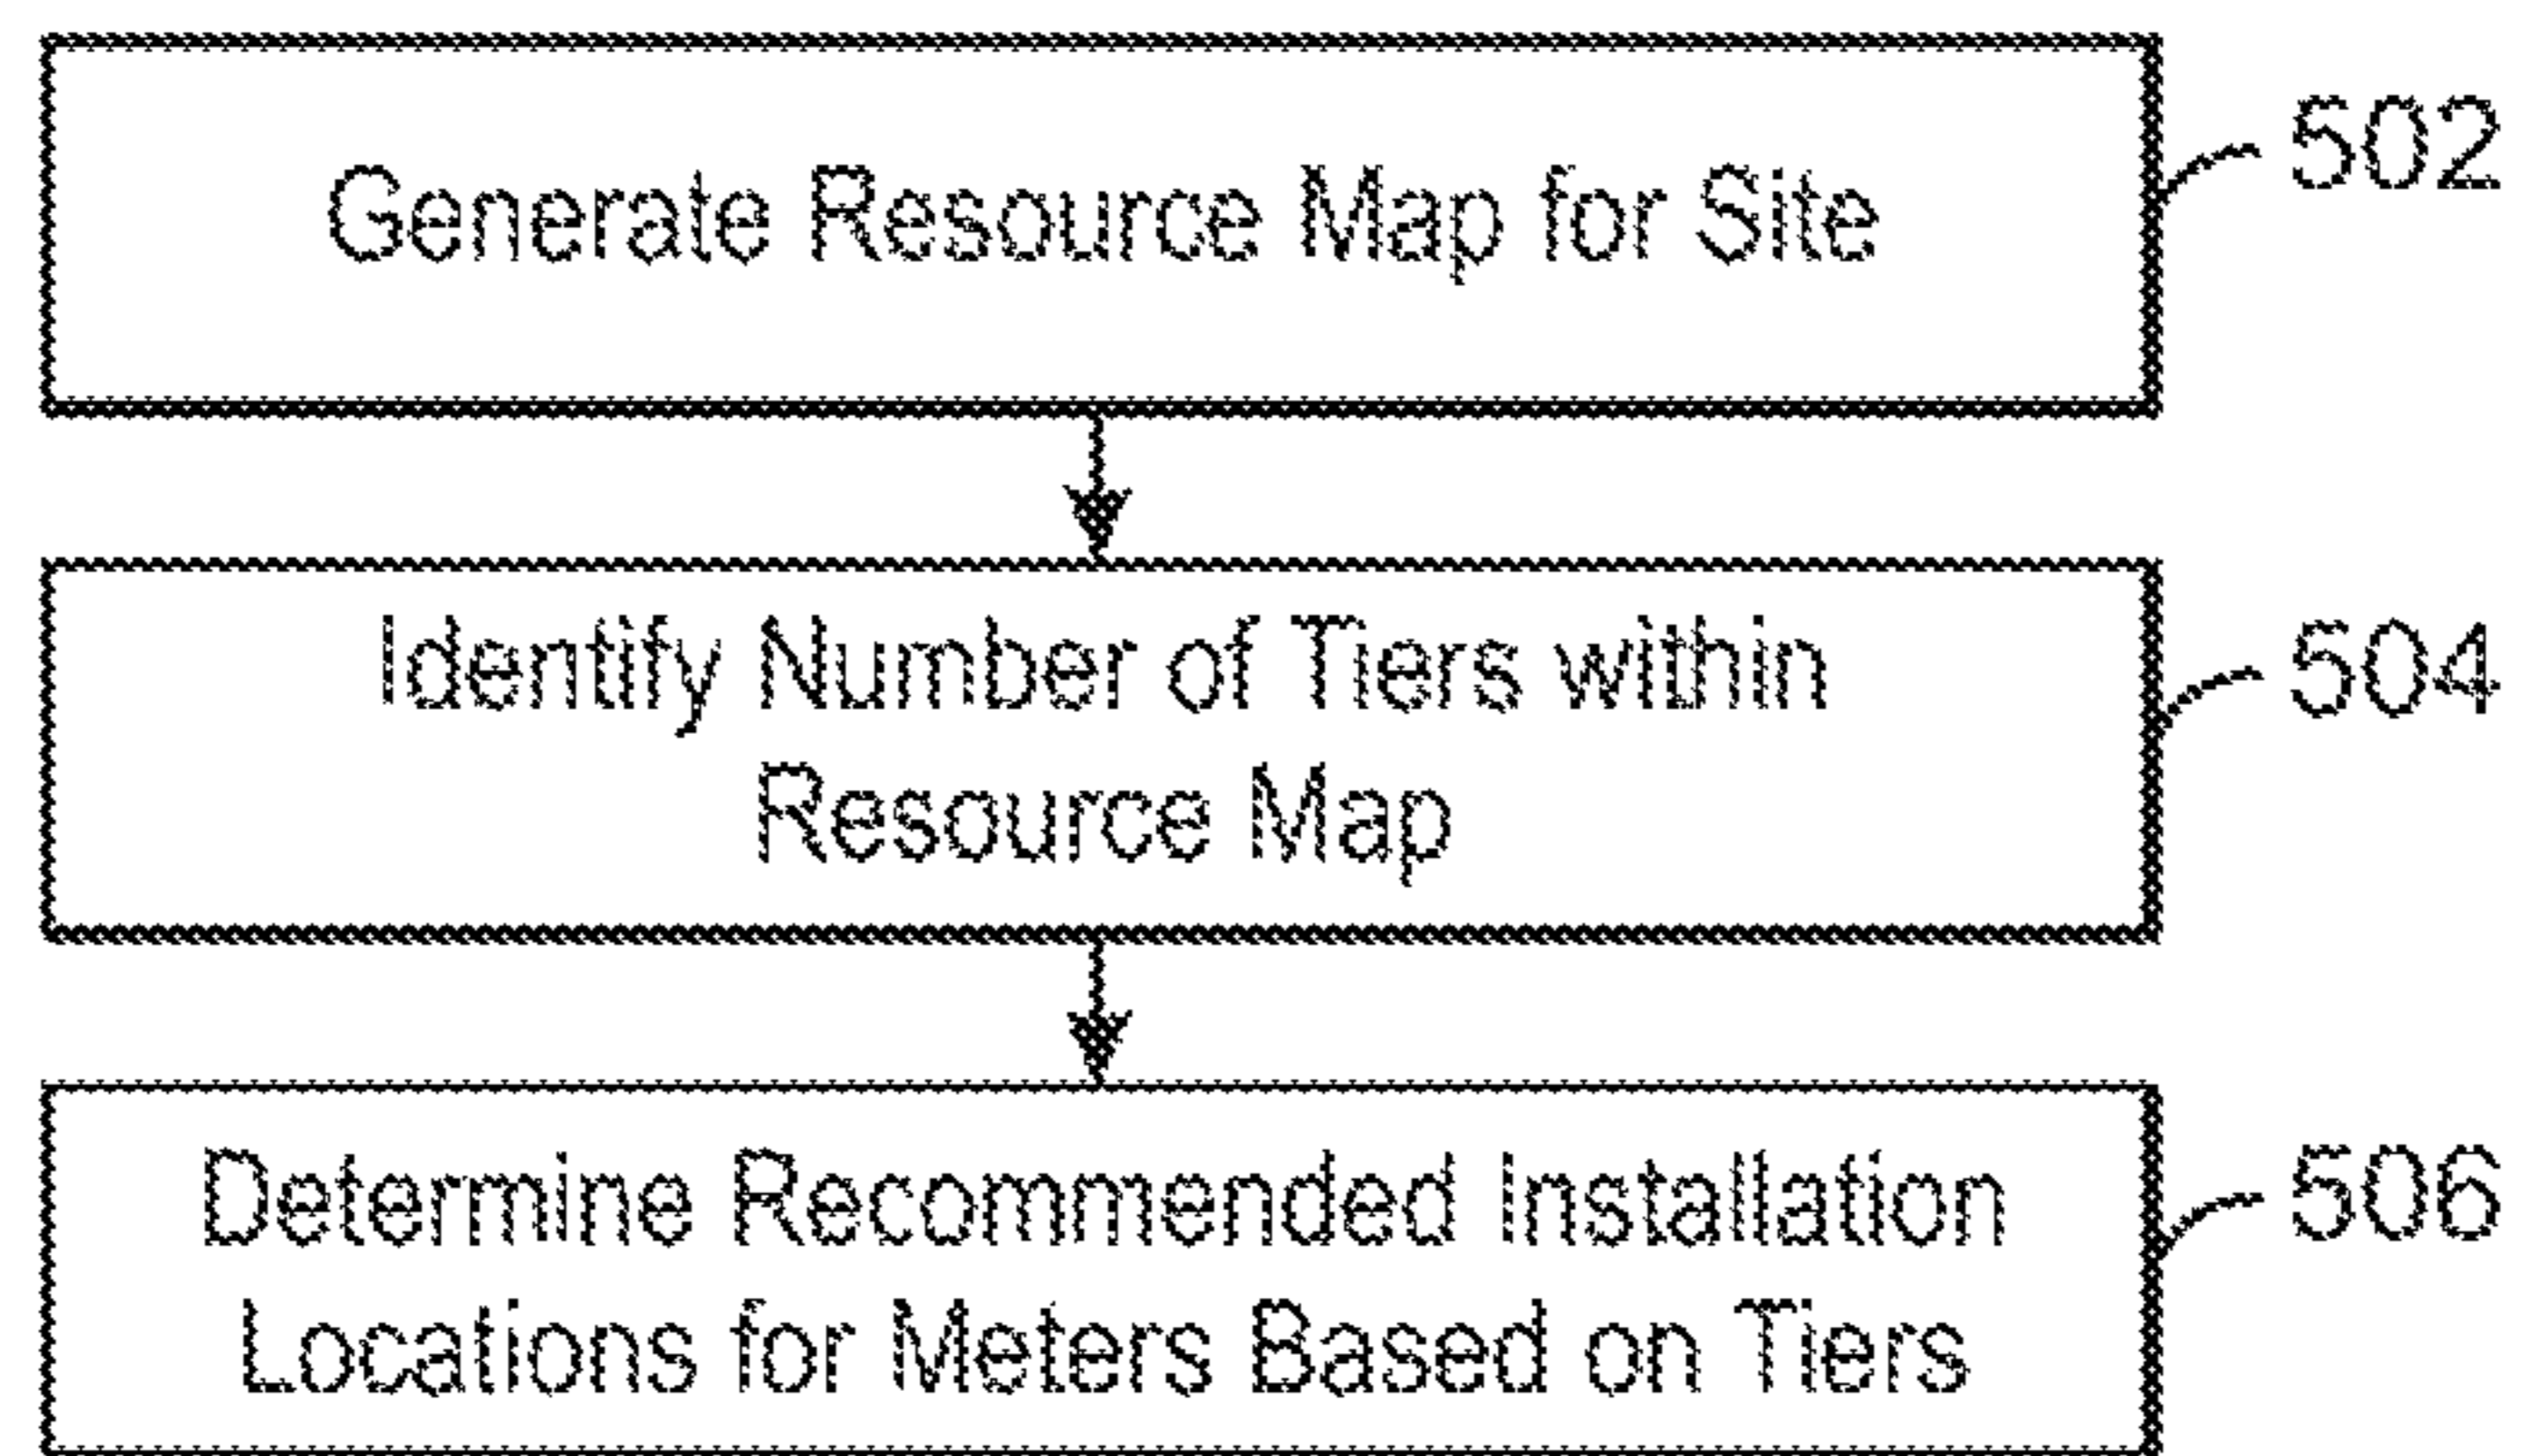 Generate Resource Map for Site
502
Identify Number of Tiers within
Resource Map
504
Determine Recommended Installation
Locations for Meters Based on Tiers
506